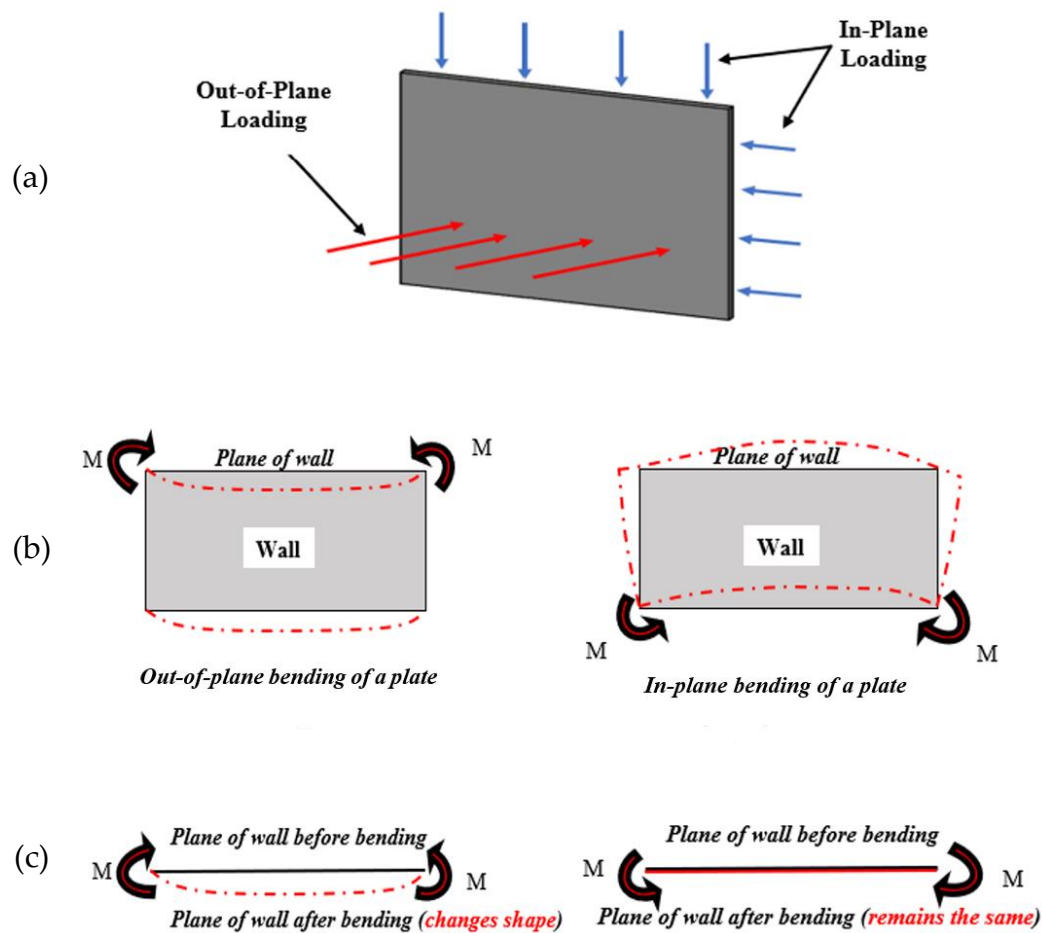 In-Plane
Loading
Out-of-Plane
Loading
(a)
M
Plane of wall
M
Wall
Out-of-plane bending of a plate
(b)
Plane of wall
Wall
M
M
In-plane bending of a plate
(c)
Plane of wall before bending
M
M
Plane of wall after bending (changes shape)
Plane of wall before bending
M
M
Plane of wall after bending (remains the same)